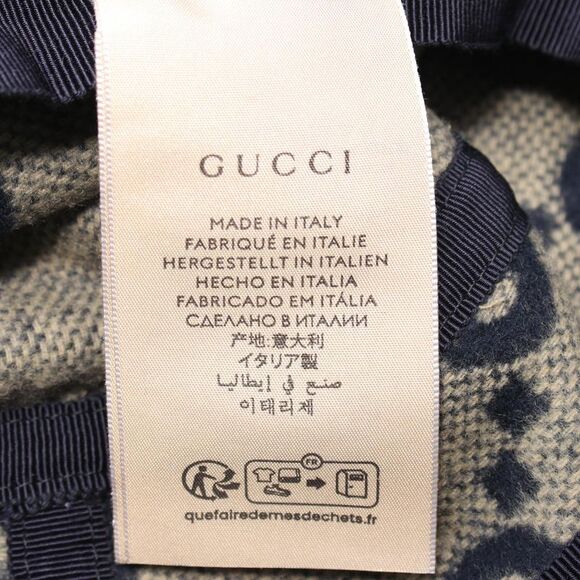 GUCCI
MADE IN ITALY
FABRIQUÉ EN ITALIE
HERGESTELLT IN ITALIEN
HECHO EN ITALIA
FABRICADO EM ITÁLIA
СДЕЛАНО В ИТАЛИИ
产地:意大利
イタリア製
صنع في إيطاليا
이태리제
FR
quefairedemesdechets.fr